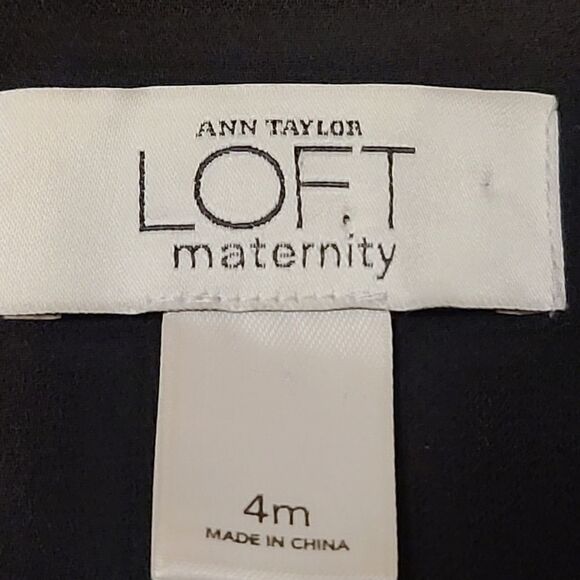 ANN TAYLOR
LOFT
maternity
4m
MADE IN CHINA